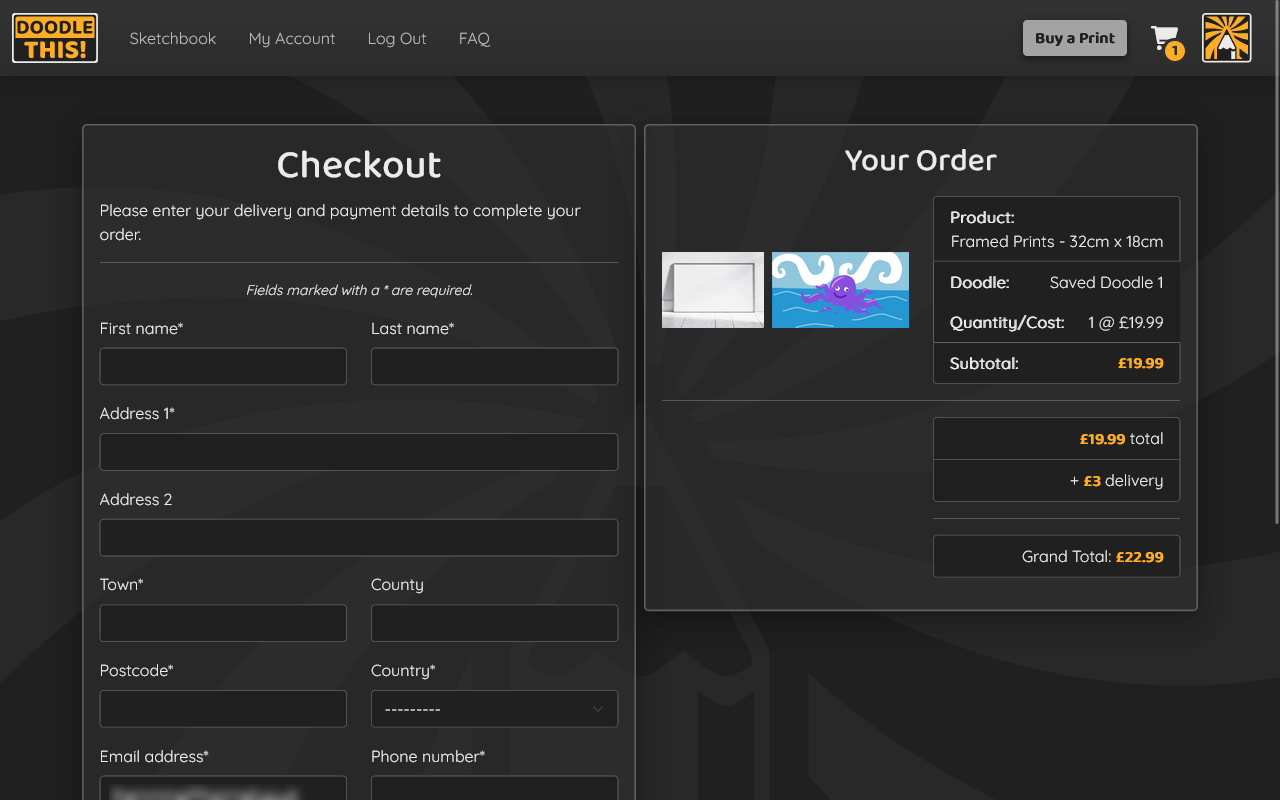 DOODLE
THIS!
Sketchbook
My Account
Log Out
FAQ
Buy a Print
1
Checkout
Please enter your delivery and payment details to complete your
order.
Fields marked with a * are required.
First name*
Last name*
Address 1*
Address 2
Town*
County
Postcode*
Country*
---------
Email address*
Phone number*
Your Order
Product:
Framed Prints - 32cm x 18cm
Doodle: Saved Doodle 1
Quantity/Cost: 1 @ £19.99
Subtotal: £19.99
£19.99 total
+ £3 delivery
Grand Total: £22.99